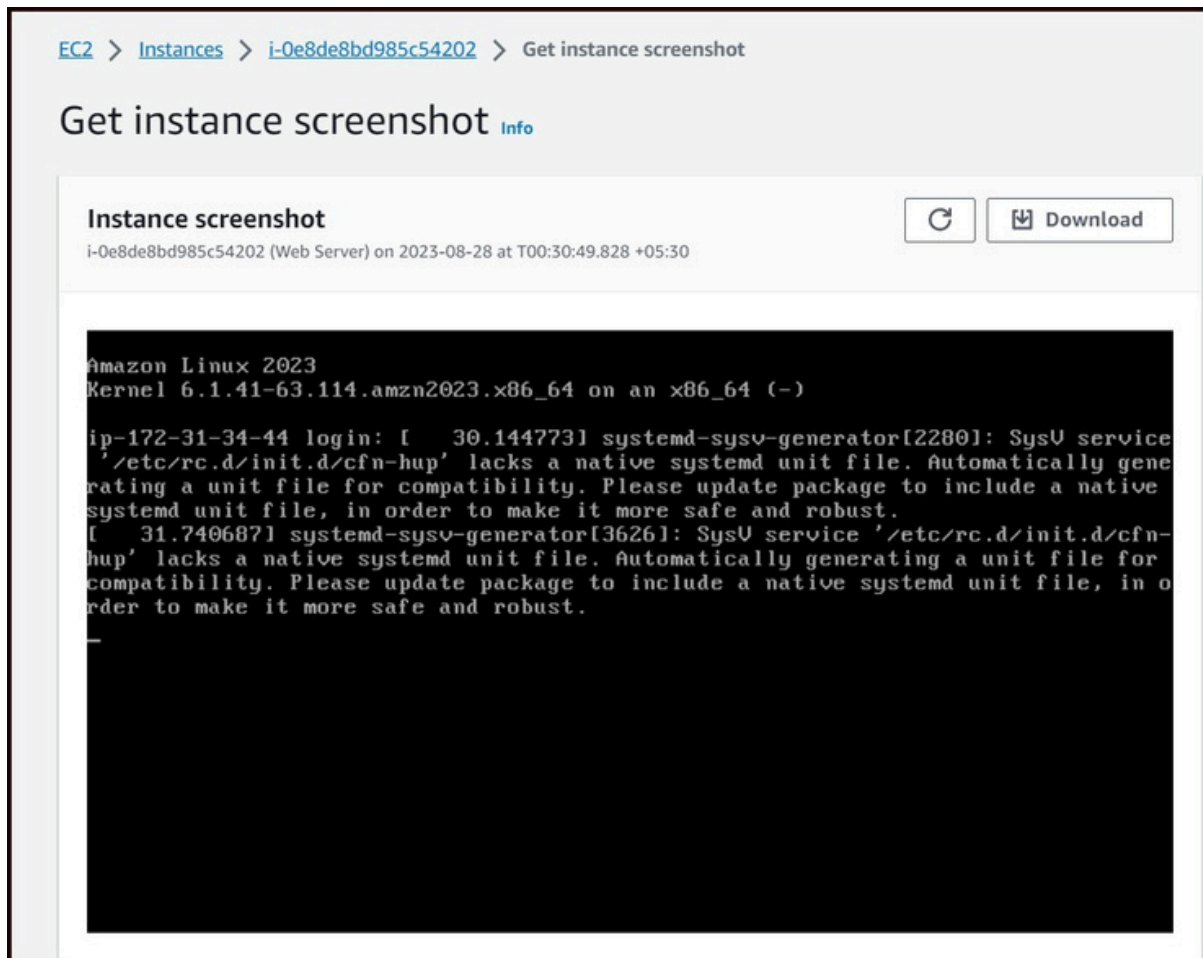 EC2 > Instances > i-0e8de8bd985c54202 > Get instance screenshot
Get instance screenshot Info
Instance screenshot
Download
i-0e8de8bd985c54202 (Web Server) on 2023-08-28 at T00:30:49.828 +05:30
Amazon Linux 2023
Kernel 6.1.41-63.114.amzn2023.x86_64 on an x86_64 (-)
ip-172-31-34-44 login: [   30.144773] systemd-sysv-generator[2280]: SysV service
 '/etc/rc.d/init.d/cfn-hup' lacks a native systemd unit file. Automatically gene
rating a unit file for compatibility. Please update package to include a native
systemd unit file, in order to make it more safe and robust.
[   31.740687] systemd-sysv-generator[3626]: SysV service '/etc/rc.d/init.d/cfn-
hup' lacks a native systemd unit file. Automatically generating a unit file for
compatibility. Please update package to include a native systemd unit file, in o
rder to make it more safe and robust.